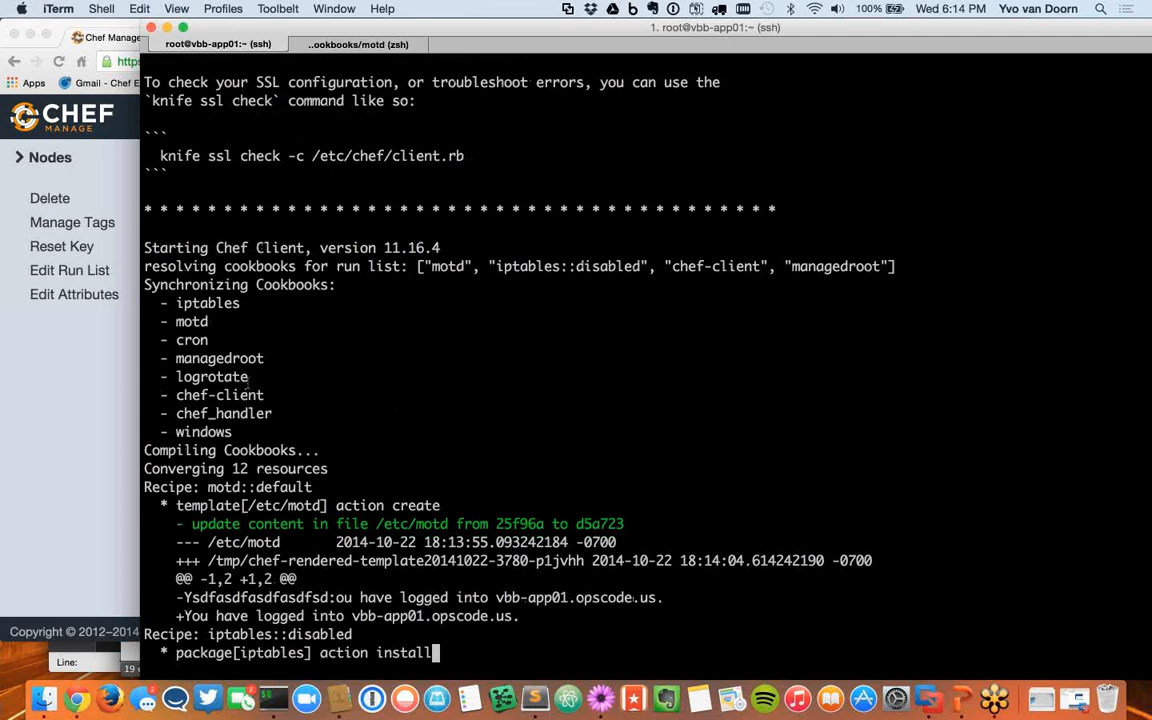 iTerm Shell Edit View Profiles Toolbelt Window Help 100% Wed 6:14 PM Yvo van Doorn
1. root@vbb-app01:~ (ssh)
Chef Manage
root@vbb-app01:~ (ssh) ..ookbooks/motd (zsh)
https
Apps Gmail - Chef E
CHEF
MANAGE
Nodes
Delete
Manage Tags
Reset Key
Edit Run List
Edit Attributes
Copyright © 2012–2014
Line:
19 c
To check your SSL configuration, or troubleshoot errors, you can use the
`knife ssl check` command like so:
```
knife ssl check -c /etc/chef/client.rb
```
* * * * * * * * * * * * * * * * * * * * * * * * * * * * * * * * * * * * * * * *
Starting Chef Client, version 11.16.4
resolving cookbooks for run list: ["motd", "iptables::disabled", "chef-client", "managedroot"]
Synchronizing Cookbooks:
- iptables
- motd
- cron
- managedroot
- logrotate
- chef-client
- chef_handler
- windows
Compiling Cookbooks...
Converging 12 resources
Recipe: motd::default
* template[/etc/motd] action create
- update content in file /etc/motd from 25f96a to d5a723
--- /etc/motd 2014-10-22 18:13:55.093242184 -0700
+++ /tmp/chef-rendered-template20141022-3780-p1jvhh 2014-10-22 18:14:04.614242190 -0700
@@ -1,2 +1,2 @@
-Ysdfasdfasdfasdfsd:ou have logged into vbb-app01.opscode.us.
+You have logged into vbb-app01.opscode.us.
Recipe: iptables::disabled
* package[iptables] action install